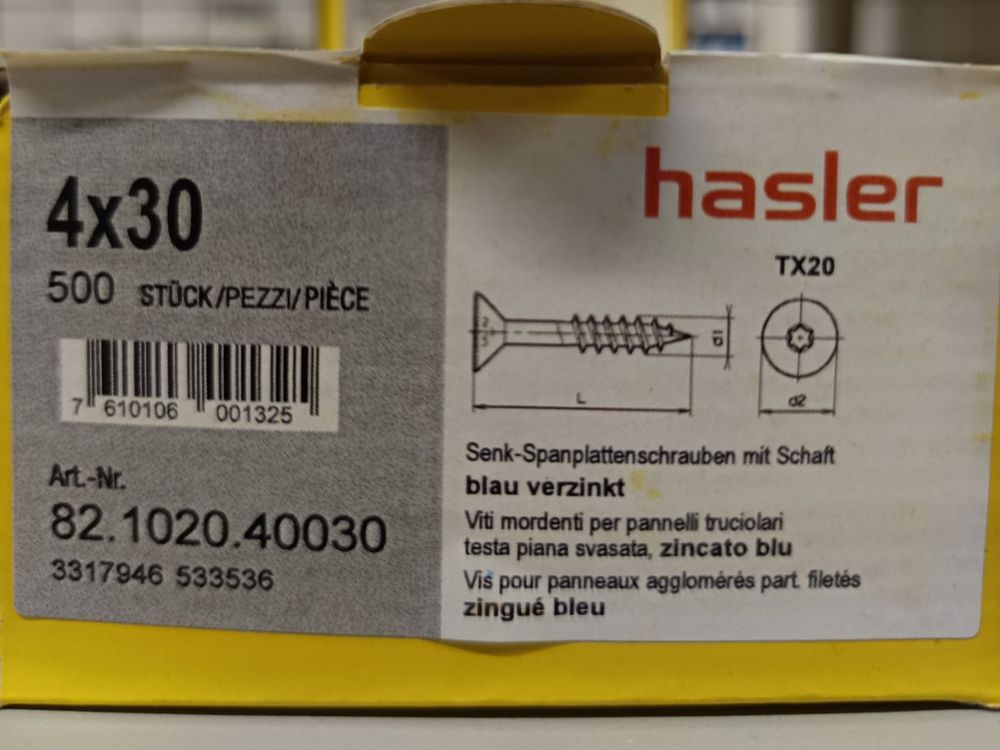 4x30
500 STÜCK/PEZZI/PIÈCE
7 610106 001325
Art.-Nr.
82.1020.40030
3317946 533536
hasler
TX20
L
d1
d2
Senk-Spanplattenschrauben mit Schaft
blau verzinkt
Viti mordenti per pannelli truciolari
testa piana svasata, zincato blu
Vis pour panneaux agglomérés part. filetés
zingué bleu